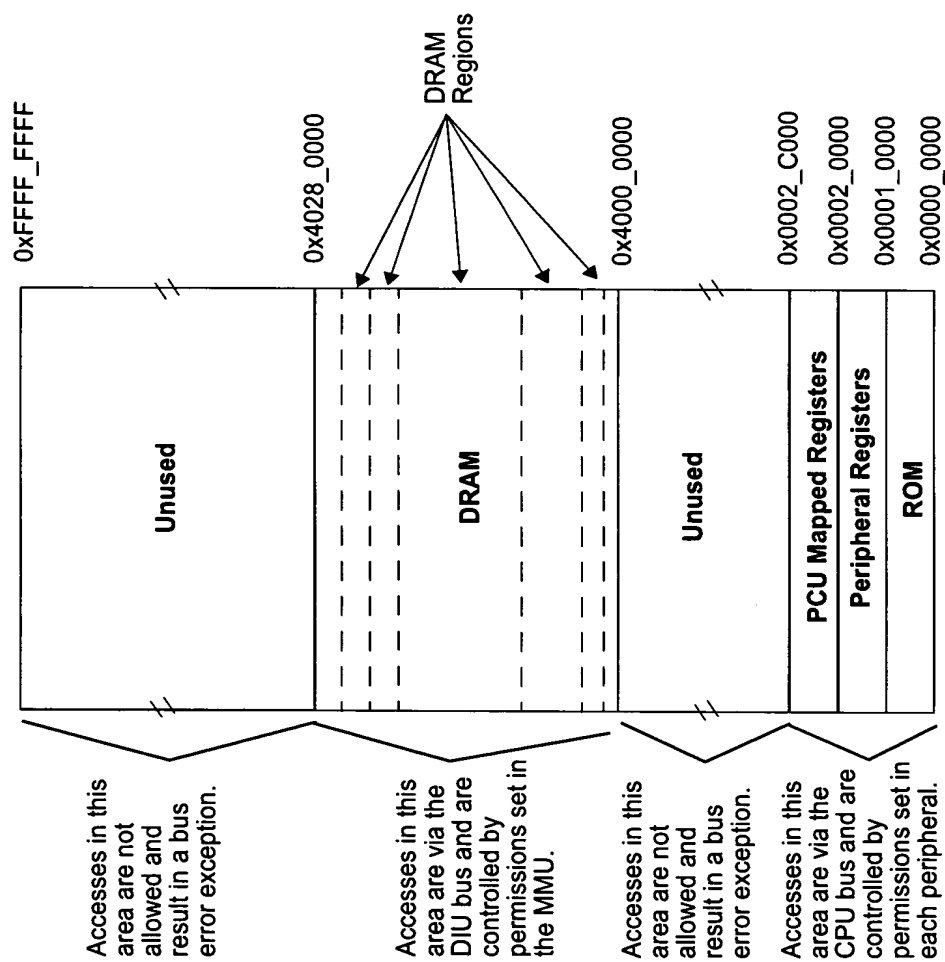 Accesses in this
area are not
allowed and
result in a bus
error exception.
Accesses in this
area are via the
DIU bus and are
controlled by
permissions set in
the MMU.
Accesses in this
area are not
allowed and
result in a bus
error exception.
Accesses in this
area are via the
CPU bus and are
controlled by
permissions set in
each peripheral.
Unused
DRAM
Unused
PCU Mapped Registers
Peripheral Registers
ROM
0xFFFF_FFFF
0x4028_0000
DRAM
Regions
0x4000_0000
0x0002_C000
0x0002_0000
0x0001_0000
0x0000_0000